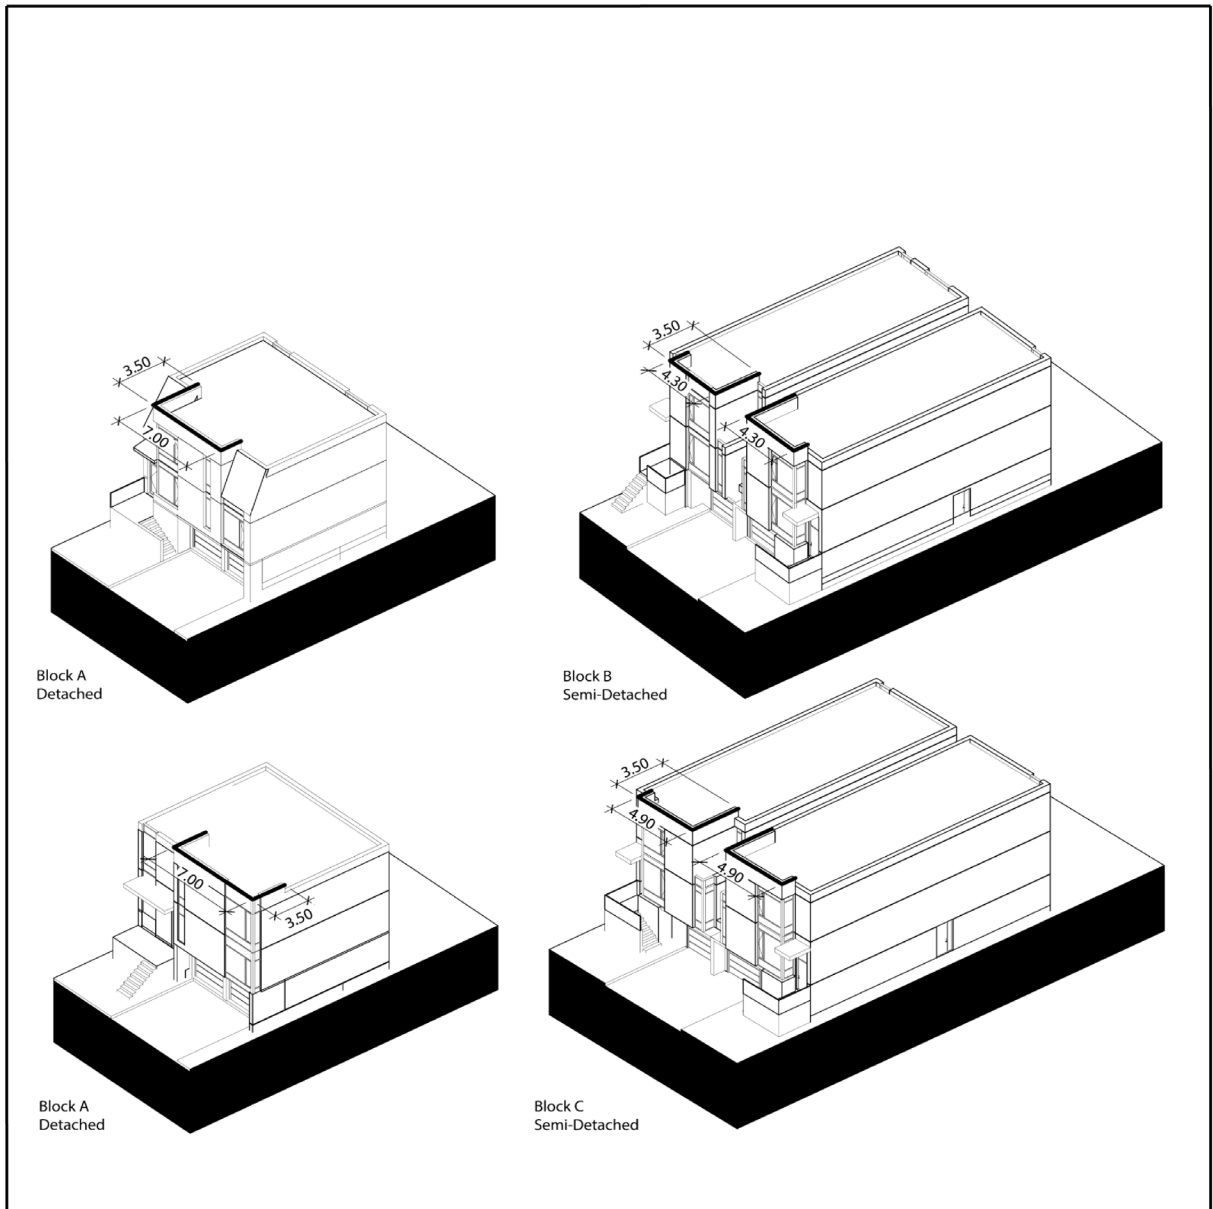 3.50
7.00
Block A
Detached
3.50
4.30
4.30
Block B
Semi-Detached
7.00
3.50
Block A
Detached
3.50
4.90
4.90
Block C
Semi-Detached